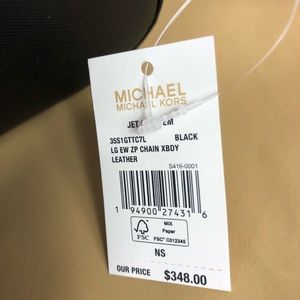 MICHAEL
MICHAEL KORS
JET
35S1GTTC7L BLACK
LG EW ZP CHAIN XBDY
LEATHER
S416-0001
1 94900 27431 6
FSC
MIX
Paper
FSC® C012345
NS
OUR PRICE $348.00